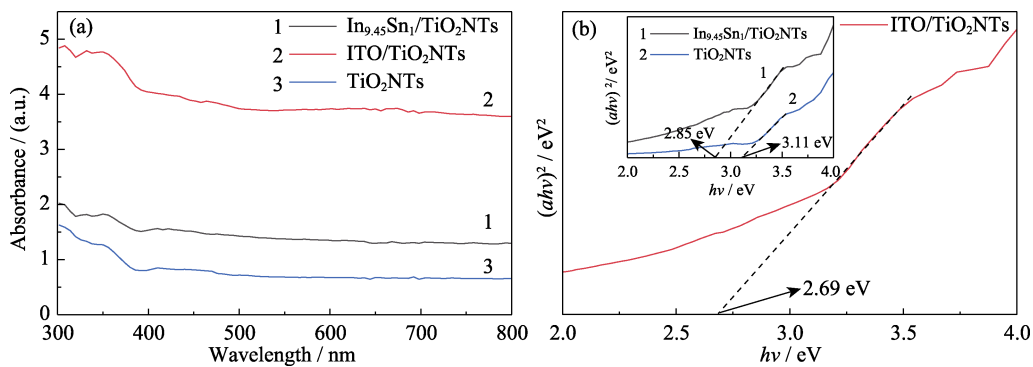 (a)
1 In₉.₄₅Sn₁/TiO₂NTs
2 ITO/TiO₂NTs
3 TiO₂NTs
5
4
3
2
1
0
2
1
3
Absorbance / (a.u.)
300 400 500 600 700 800
Wavelength / nm
(b)
ITO/TiO₂NTs
1 In₉.₄₅Sn₁/TiO₂NTs
2 TiO₂NTs
1
2
2.85 eV
3.11 eV
(ahv)² / eV²
2.0 2.5 3.0 3.5 4.0
hv / eV
2.69 eV
(ahv)² / eV²
2.0 2.5 3.0 3.5 4.0
hv / eV